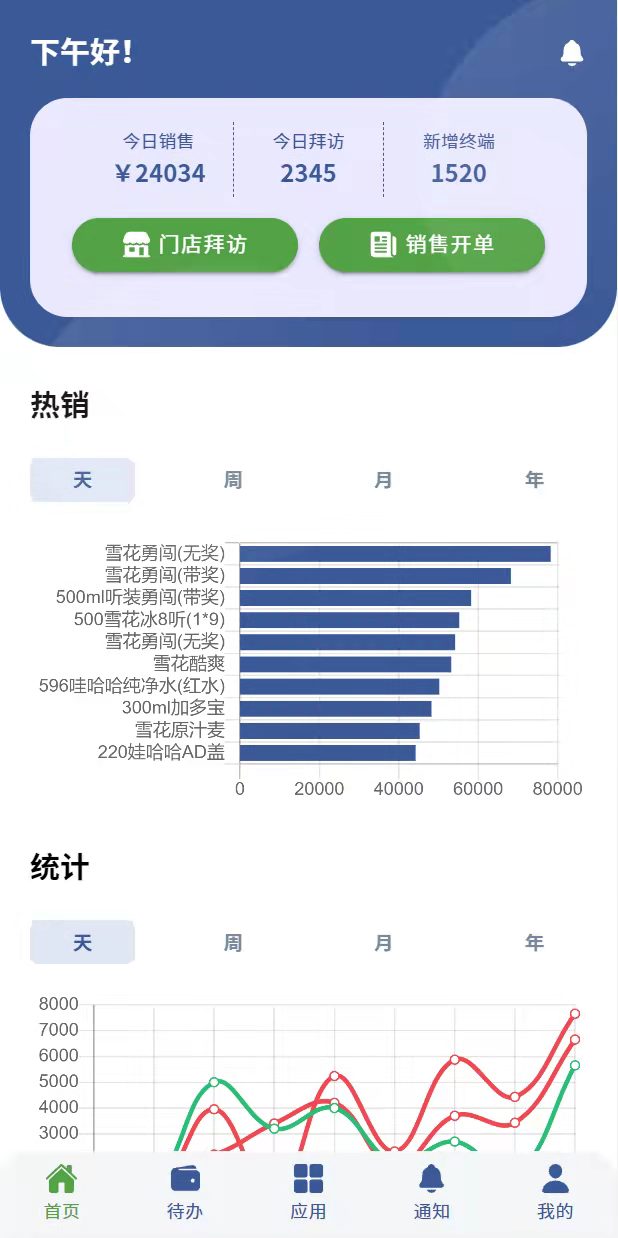 下午好！
今日销售 今日拜访 新增终端
￥24034 2345 1520
门店拜访 销售开单
热销
天 周 月 年
雪花勇闯(无奖)
雪花勇闯(带奖)
500ml听装勇闯(带奖)
500雪花冰8听(1*9)
雪花勇闯(无奖)
雪花酷爽
596哇哈哈纯净水(红水)
300ml加多宝
雪花原汁麦
220娃哈哈AD盖
0 20000 40000 60000 80000
统计
天 周 月 年
8000
7000
6000
5000
4000
3000
首页 待办 应用 通知 我的